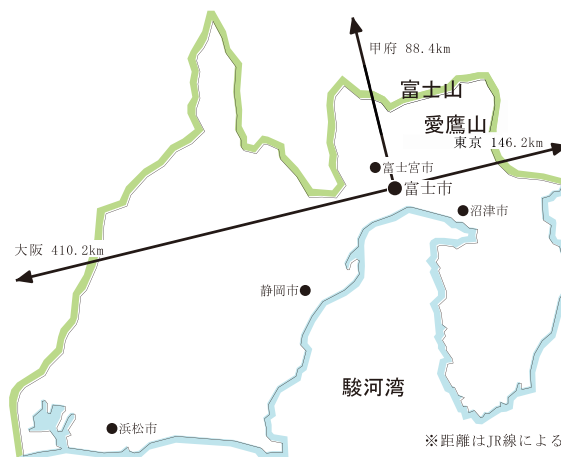 甲府 88.4km
富士山
愛鷹山
東京 146.2km
富士宮市
富士市
沼津市
大阪 410.2km
静岡市
駿河湾
浜松市
※距離はJR線による